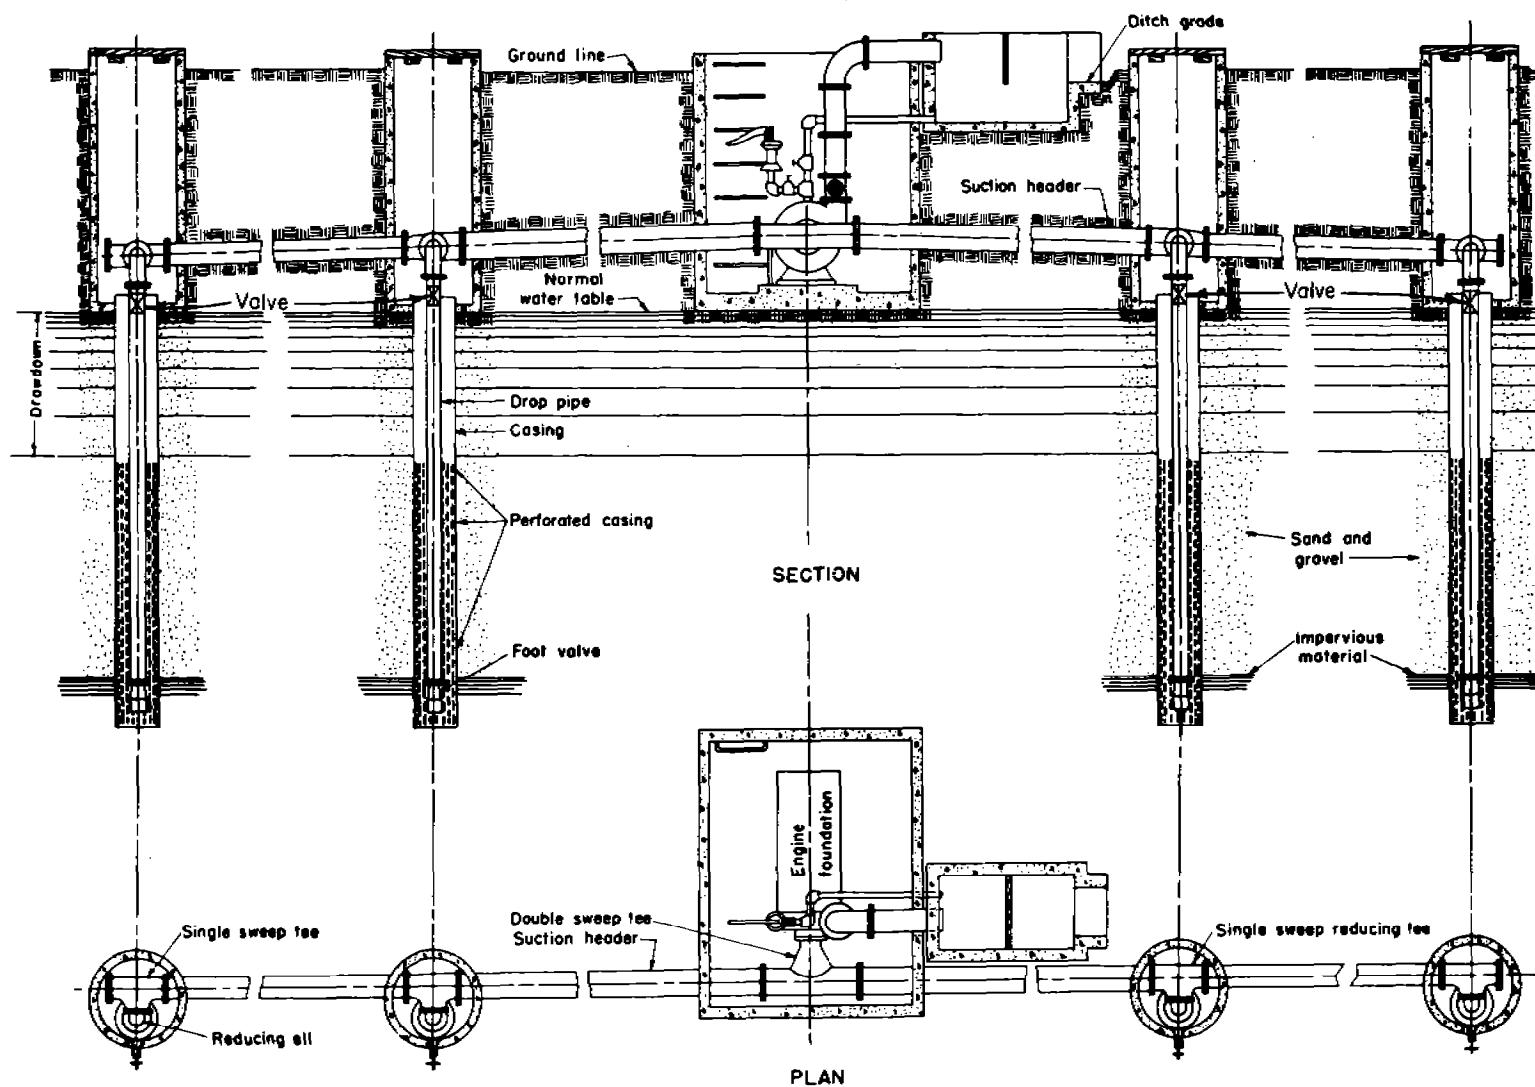 Ditch grade
Ground line
Suction header
Normal
water table
Valve
Valve
Drawdown
Drop pipe
Casing
Perforated casing
Sand and
gravel
SECTION
Impervious
material
Foot valve
Engine
foundation
Double sweep tee
Suction header
Single sweep tee
Single sweep reducing tee
Reducing ell
PLAN